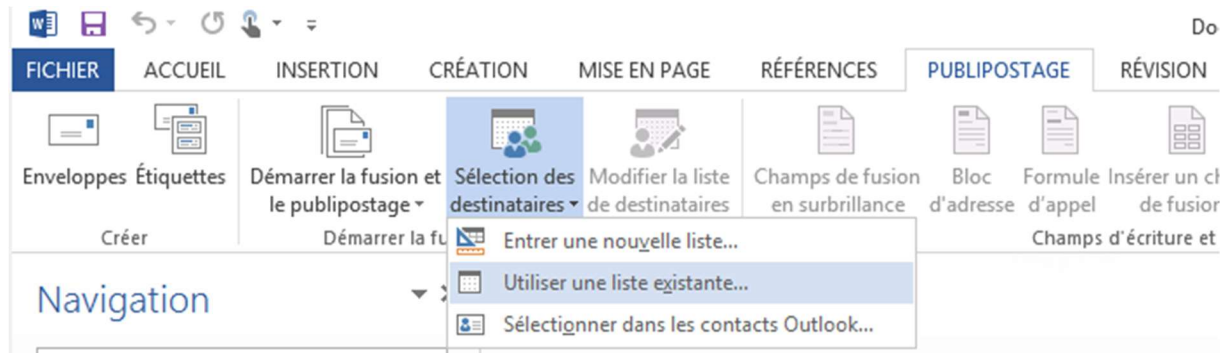 Do
FICHIER ACCUEIL INSERTION CRÉATION MISE EN PAGE RÉFÉRENCES PUBLIPOSTAGE RÉVISION
Enveloppes Étiquettes Démarrer la fusion et Sélection des Modifier la liste Champs de fusion Bloc Formule Insérer un ch
le publipostage destinataires de destinataires en surbrillance d'adresse d'appel de fusion
Créer Démarrer la fu Champs d'écriture et
Entrer une nouvelle liste...
Utiliser une liste existante...
Sélectionner dans les contacts Outlook...
Navigation